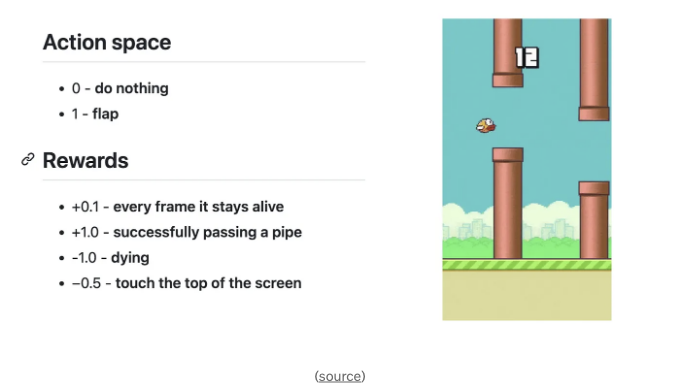 Action space
• 0 - do nothing
• 1 - flap
Rewards
• +0.1 - every frame it stays alive
• +1.0 - successfully passing a pipe
• -1.0 - dying
• −0.5 - touch the top of the screen
12
(source)